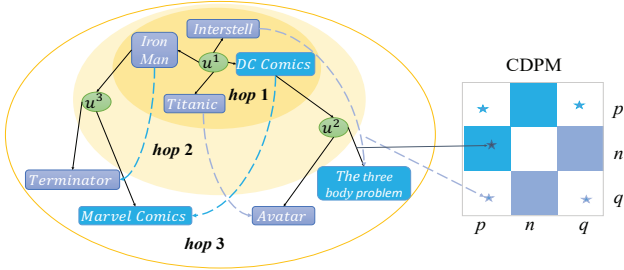 Interstell
Iron
Man
u¹
DC Comics
hop 1
Titanic
u³
u²
hop 2
Terminator
The three
body problem
Marvel Comics
Avatar
hop 3
CDPM
p
n
q
p
n
q